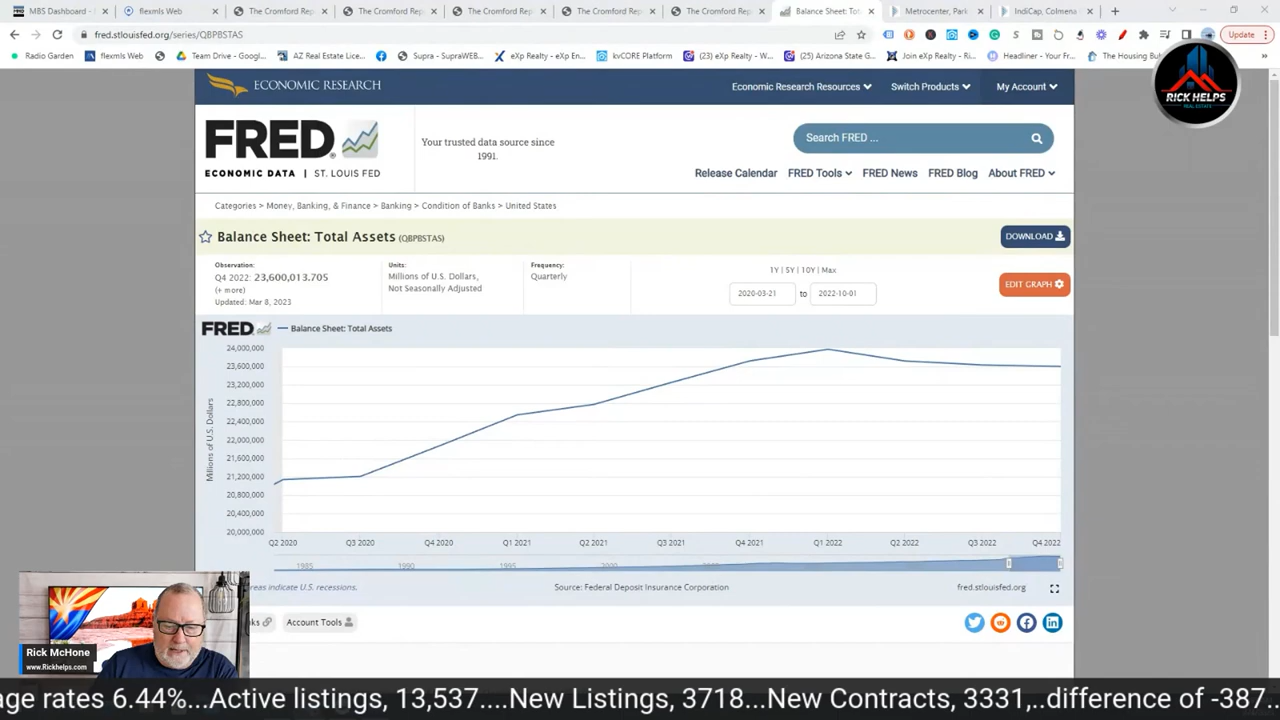 MBS Dashboard -
flexmls Web
The Cromford Rep
The Cromford Rep
The Cromford Rep
The Cromford Rep
The Cromford Rep
Balance Sheet: Tot
Metrocenter, Park
IndiCap, Colmena
fred.stlouisfed.org/series/QBPBSTAS
Update
Radio Garden
flexmls Web
Team Drive - Googl...
AZ Real Estate Lice...
Supra - SupraWEB...
eXp Realty - eXp En...
kvCORE Platform
(23) eXp Realty - W...
(25) Arizona State G...
Join eXp Realty - Ri...
Headliner - Your Fr...
The Housing Bu
RICK HELPS
REAL ESTATE
ECONOMIC RESEARCH
Economic Research Resources
Switch Products
My Account
FRED
ECONOMIC DATA | ST. LOUIS FED
Your trusted data source since
1991.
Search FRED ...
Release Calendar FRED Tools FRED News FRED Blog About FRED
Categories > Money, Banking, & Finance > Banking > Condition of Banks > United States
Balance Sheet: Total Assets (QBPBSTAS)
DOWNLOAD
Observation:
Q4 2022: 23,600,013.705
(+ more)
Updated: Mar 8, 2023
Units:
Millions of U.S. Dollars,
Not Seasonally Adjusted
Frequency:
Quarterly
1Y | 5Y | 10Y | Max
2020-03-21 to 2022-10-01
EDIT GRAPH
FRED
Balance Sheet: Total Assets
Millions of U.S. Dollars
24,000,000
23,600,000
23,200,000
22,800,000
22,400,000
22,000,000
21,600,000
21,200,000
20,800,000
20,400,000
20,000,000
Q2 2020 Q3 2020 Q4 2020 Q1 2021 Q2 2021 Q3 2021 Q4 2021 Q1 2022 Q2 2022 Q3 2022 Q4 2022
1985 1990 1995 2000
eas indicate U.S. recessions.
Source: Federal Deposit Insurance Corporation
fred.stlouisfed.org
ks
Account Tools
Rick McHone
www.Rickhelps.com
age rates 6.44%...Active listings, 13,537....New Listings, 3718...New Contracts, 3331,..difference of -387..